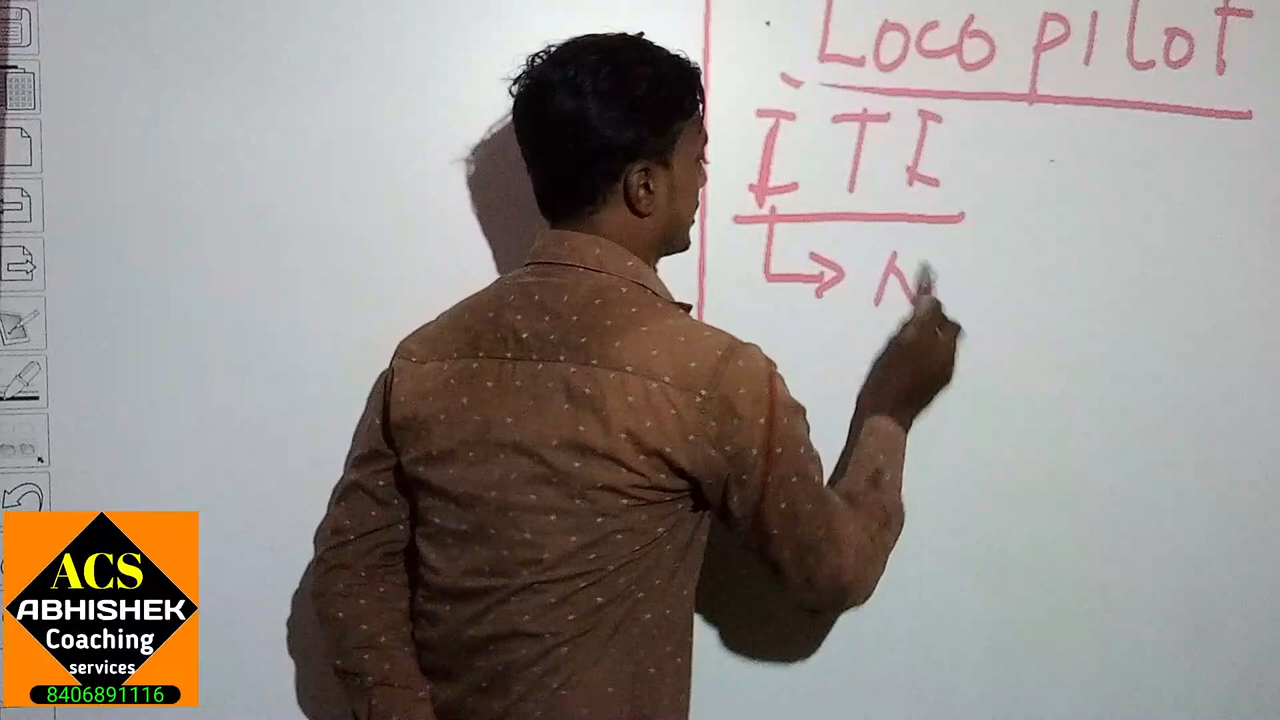 Loco pilot
ITI
→ N
ACS
ABHISHEK
Coaching
services
8406891116